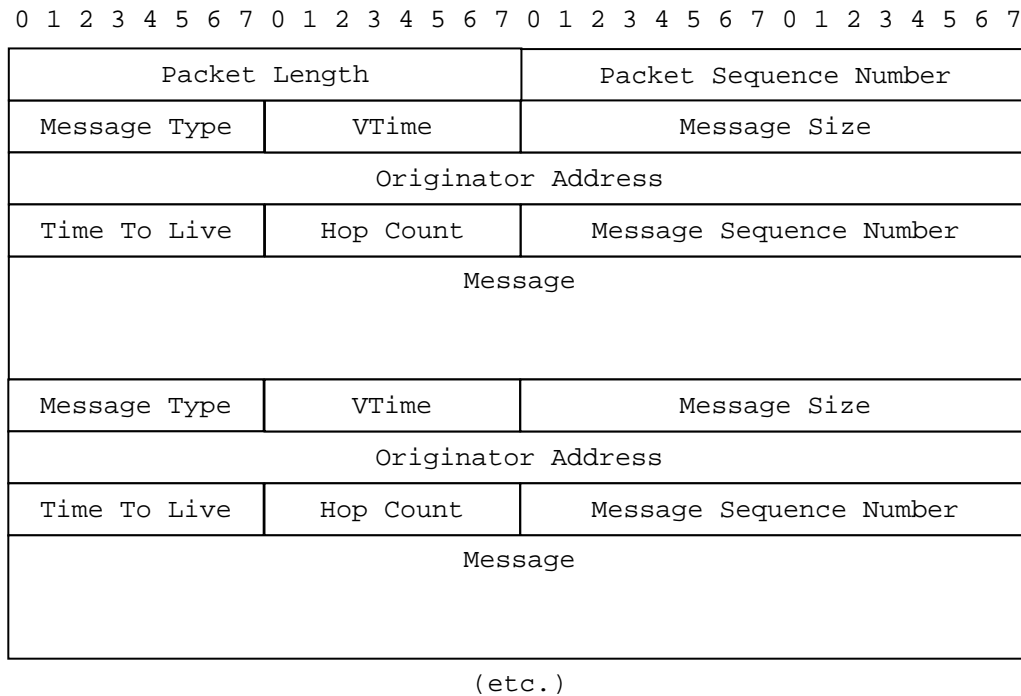 0 1 2 3 4 5 6 7 0 1 2 3 4 5 6 7 0 1 2 3 4 5 6 7 0 1 2 3 4 5 6 7
Packet Length Packet Sequence Number
Message Type VTime Message Size
Originator Address
Time To Live Hop Count Message Sequence Number
Message
Message Type VTime Message Size
Originator Address
Time To Live Hop Count Message Sequence Number
Message
(etc.)